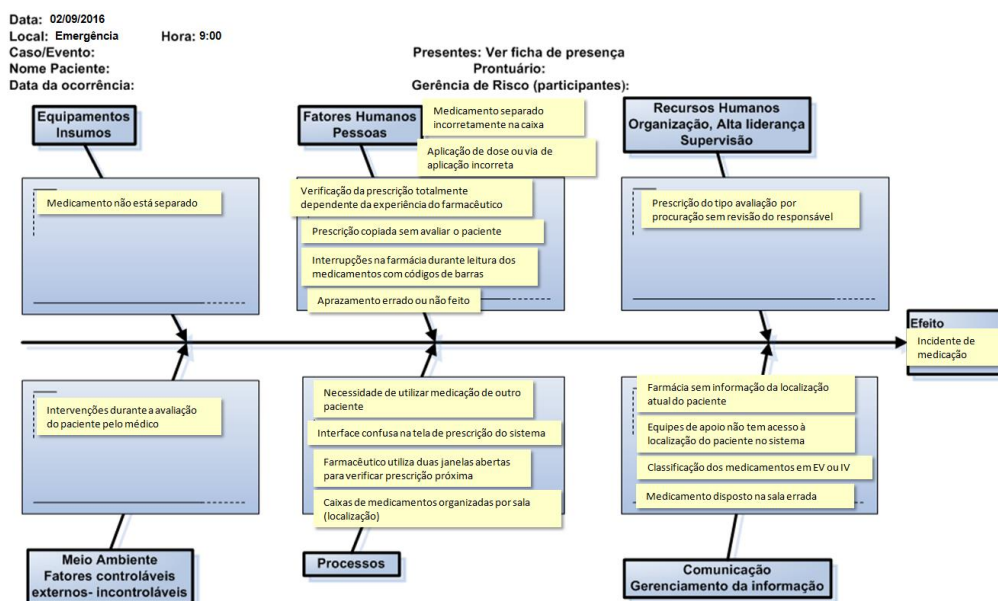 Data: 02/09/2016
Local: Emergência Hora: 9:00
Caso/Evento: Presentes: Ver ficha de presença
Nome Paciente: Prontuário:
Data da ocorrência: Gerência de Risco (participantes):
Equipamentos
Insumos
Fatores Humanos
Pessoas
Medicamento separado
incorretamente na caixa
Aplicação de dose ou via de
aplicação incorreta
Recursos Humanos
Organização, Alta liderança
Supervisão
Medicamento não está separado
Verificação da prescrição totalmente
dependente da experiência do farmacêutico
Prescrição copiada sem avaliar o paciente
Interrupções na farmácia durante leitura dos
medicamentos com códigos de barras
Aprazamento errado ou não feito
Prescrição do tipo avaliação por
procuração sem revisão do responsável
Efeito
Incidente de
medicação
Intervenções durante a avaliação
do paciente pelo médico
Necessidade de utilizar medicação de outro
paciente
Interface confusa na tela de prescrição do sistema
Farmacêutico utiliza duas janelas abertas
para verificar prescrição próxima
Caixas de medicamentos organizadas por sala
(localização)
Farmácia sem informação da localização
atual do paciente
Equipes de apoio não tem acesso à
localização do paciente no sistema
Classificação dos medicamentos em EV ou IV
Medicamento disposto na sala errada
Meio Ambiente
Fatores controláveis
externos- incontroláveis
Processos
Comunicação
Gerenciamento da informação